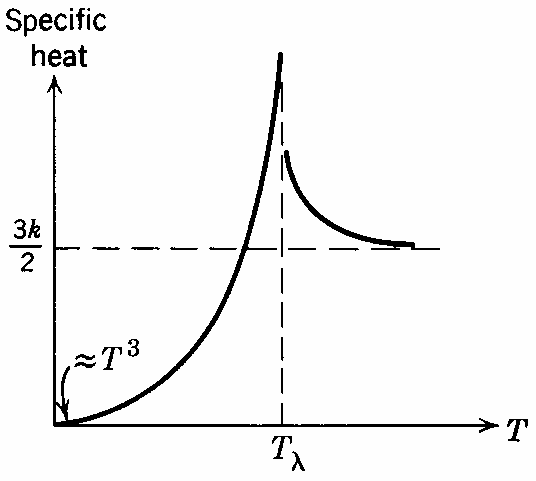 Specific
heat
3k
2
≈T³
T
T_λ